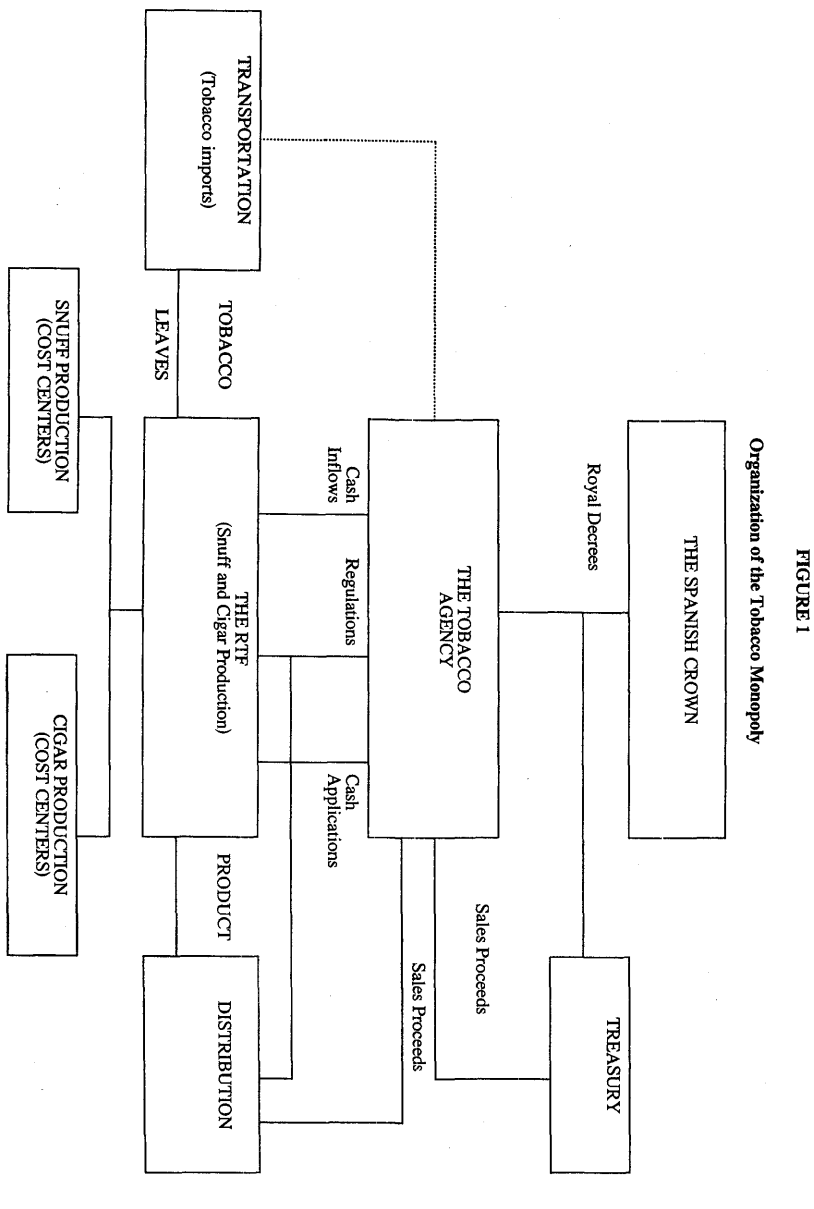 FIGURE 1
Organization of the Tobacco Monopoly
THE SPANISH CROWN
Royal Decrees
TREASURY
THE TOBACCO
AGENCY
Sales Proceeds
Sales Proceeds
Cash
Inflows
Regulations
Cash
Applications
TRANSPORTATION
(Tobacco imports)
TOBACCO
LEAVES
THE RTF
(Snuff and Cigar Production)
PRODUCT
DISTRIBUTION
SNUFF PRODUCTION
(COST CENTERS)
CIGAR PRODUCTION
(COST CENTERS)